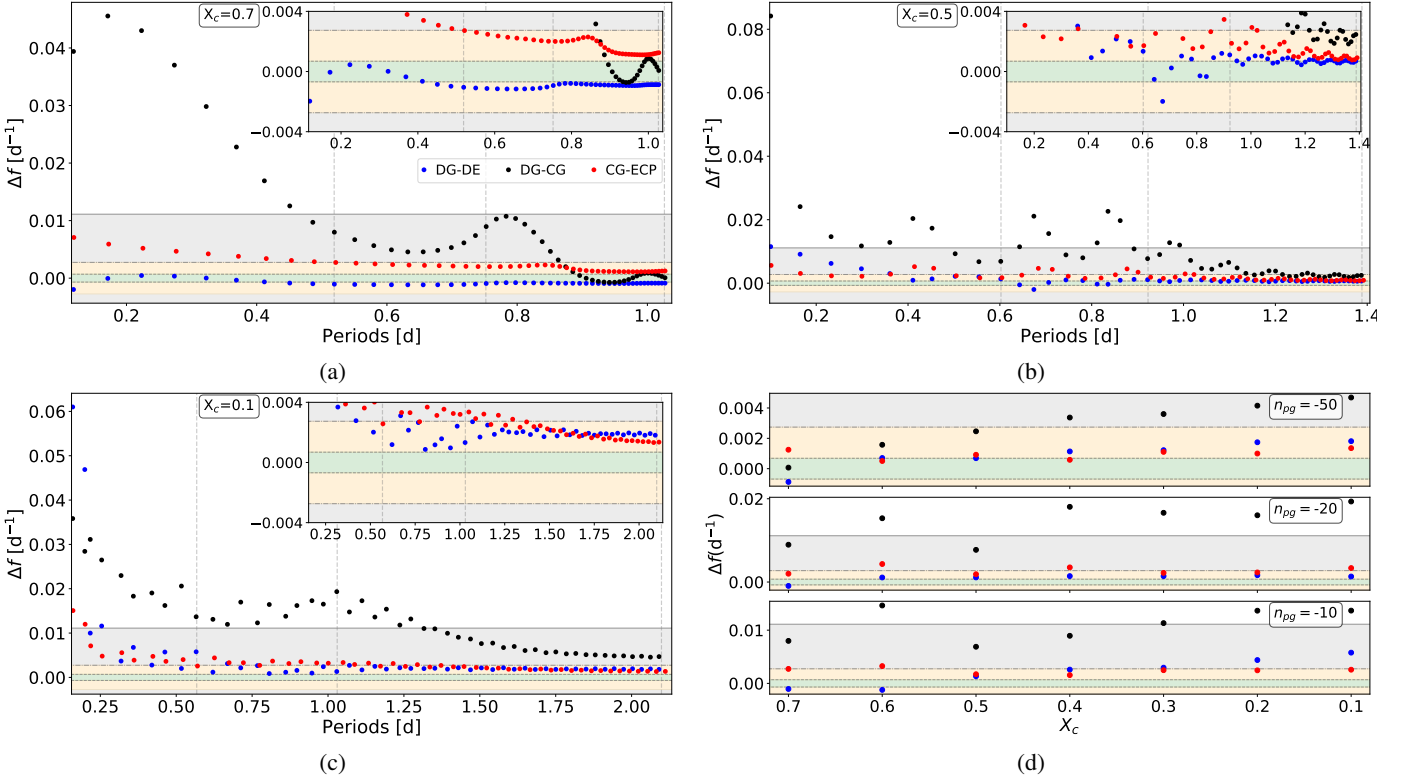 X_c=0.7
0.004
0.000
−0.004
0.2 0.4 0.6 0.8 1.0
DG-DE DG-CG CG-ECP
0.04
0.03
0.02
0.01
0.00
Δf [d⁻¹]
0.2 0.4 0.6 0.8 1.0
Periods [d]
(a)
X_c=0.5
0.004
0.000
−0.004
0.2 0.4 0.6 0.8 1.0 1.2 1.4
0.08
0.06
0.04
0.02
0.00
Δf [d⁻¹]
0.2 0.4 0.6 0.8 1.0 1.2 1.4
Periods [d]
(b)
X_c=0.1
0.004
0.000
−0.004
0.25 0.50 0.75 1.00 1.25 1.50 1.75 2.00
0.06
0.05
0.04
0.03
0.02
0.01
0.00
Δf [d⁻¹]
0.25 0.50 0.75 1.00 1.25 1.50 1.75 2.00
Periods [d]
(c)
n_pg = -50
0.004
0.002
0.000
n_pg = -20
0.02
0.00
Δf(d⁻¹)
n_pg = -10
0.01
0.00
0.7 0.6 0.5 0.4 0.3 0.2 0.1
X_c
(d)